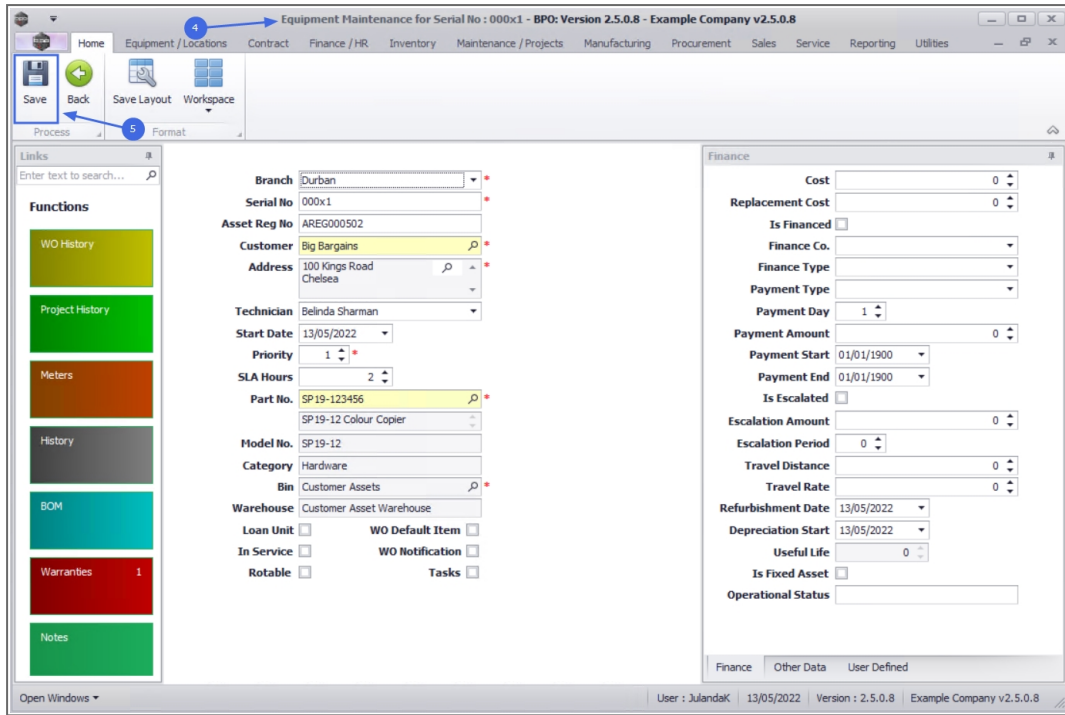 4
Equipment Maintenance for Serial No : 000x1 - BPO: Version 2.5.0.8 - Example Company v2.5.0.8
Home Equipment / Locations Contract Finance / HR Inventory Maintenance / Projects Manufacturing Procurement Sales Service Reporting Utilities
Save Back Save Layout Workspace
5
Process Format
Links
Enter text to search...
Functions
WO History
Project History
Meters
History
BOM
Warranties 1
Notes
Branch Durban *
Serial No 000x1 *
Asset Reg No AREG000502
Customer Big Bargains *
Address 100 Kings Road *
Chelsea
Technician Belinda Sharman
Start Date 13/05/2022
Priority 1 *
SLA Hours 2
Part No. SP19-123456 *
SP19-12 Colour Copier
Model No. SP19-12
Category Hardware
Bin Customer Assets *
Warehouse Customer Asset Warehouse
Loan Unit WO Default Item
In Service WO Notification
Rotable Tasks
Finance
Cost 0
Replacement Cost 0
Is Financed
Finance Co.
Finance Type
Payment Type
Payment Day 1
Payment Amount 0
Payment Start 01/01/1900
Payment End 01/01/1900
Is Escalated
Escalation Amount 0
Escalation Period 0
Travel Distance 0
Travel Rate 0
Refurbishment Date 13/05/2022
Depreciation Start 13/05/2022
Useful Life 0
Is Fixed Asset
Operational Status
Finance Other Data User Defined
Open Windows User : JulandaK 13/05/2022 Version : 2.5.0.8 Example Company v2.5.0.8